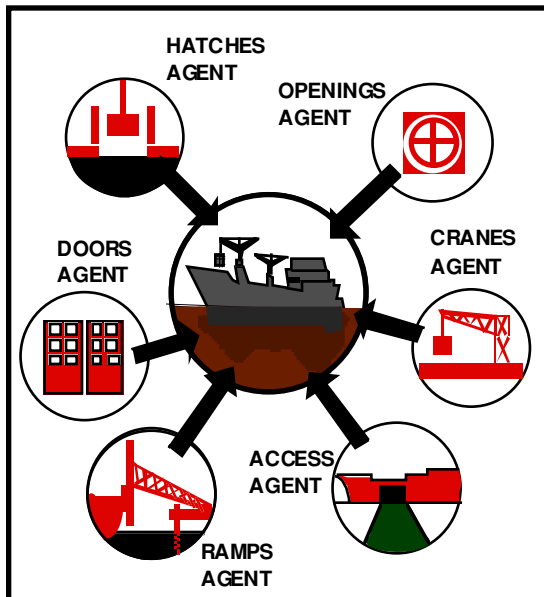 HATCHES
AGENT
OPENINGS
AGENT
DOORS
AGENT
CRANES
AGENT
ACCESS
AGENT
RAMPS
AGENT